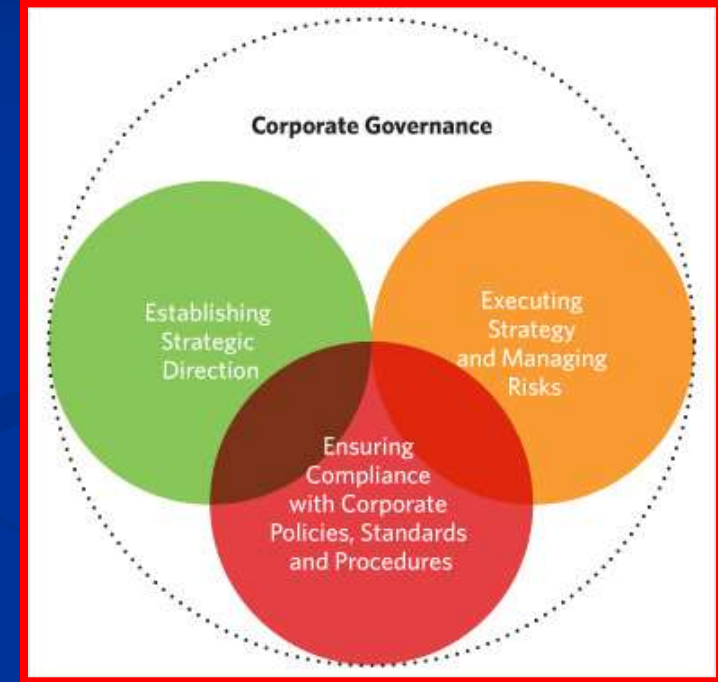 Corporate Governance
Establishing
Strategic
Direction
Executing
Strategy
and Managing
Risks
Ensuring
Compliance
with Corporate
Policies, Standards
and Procedures